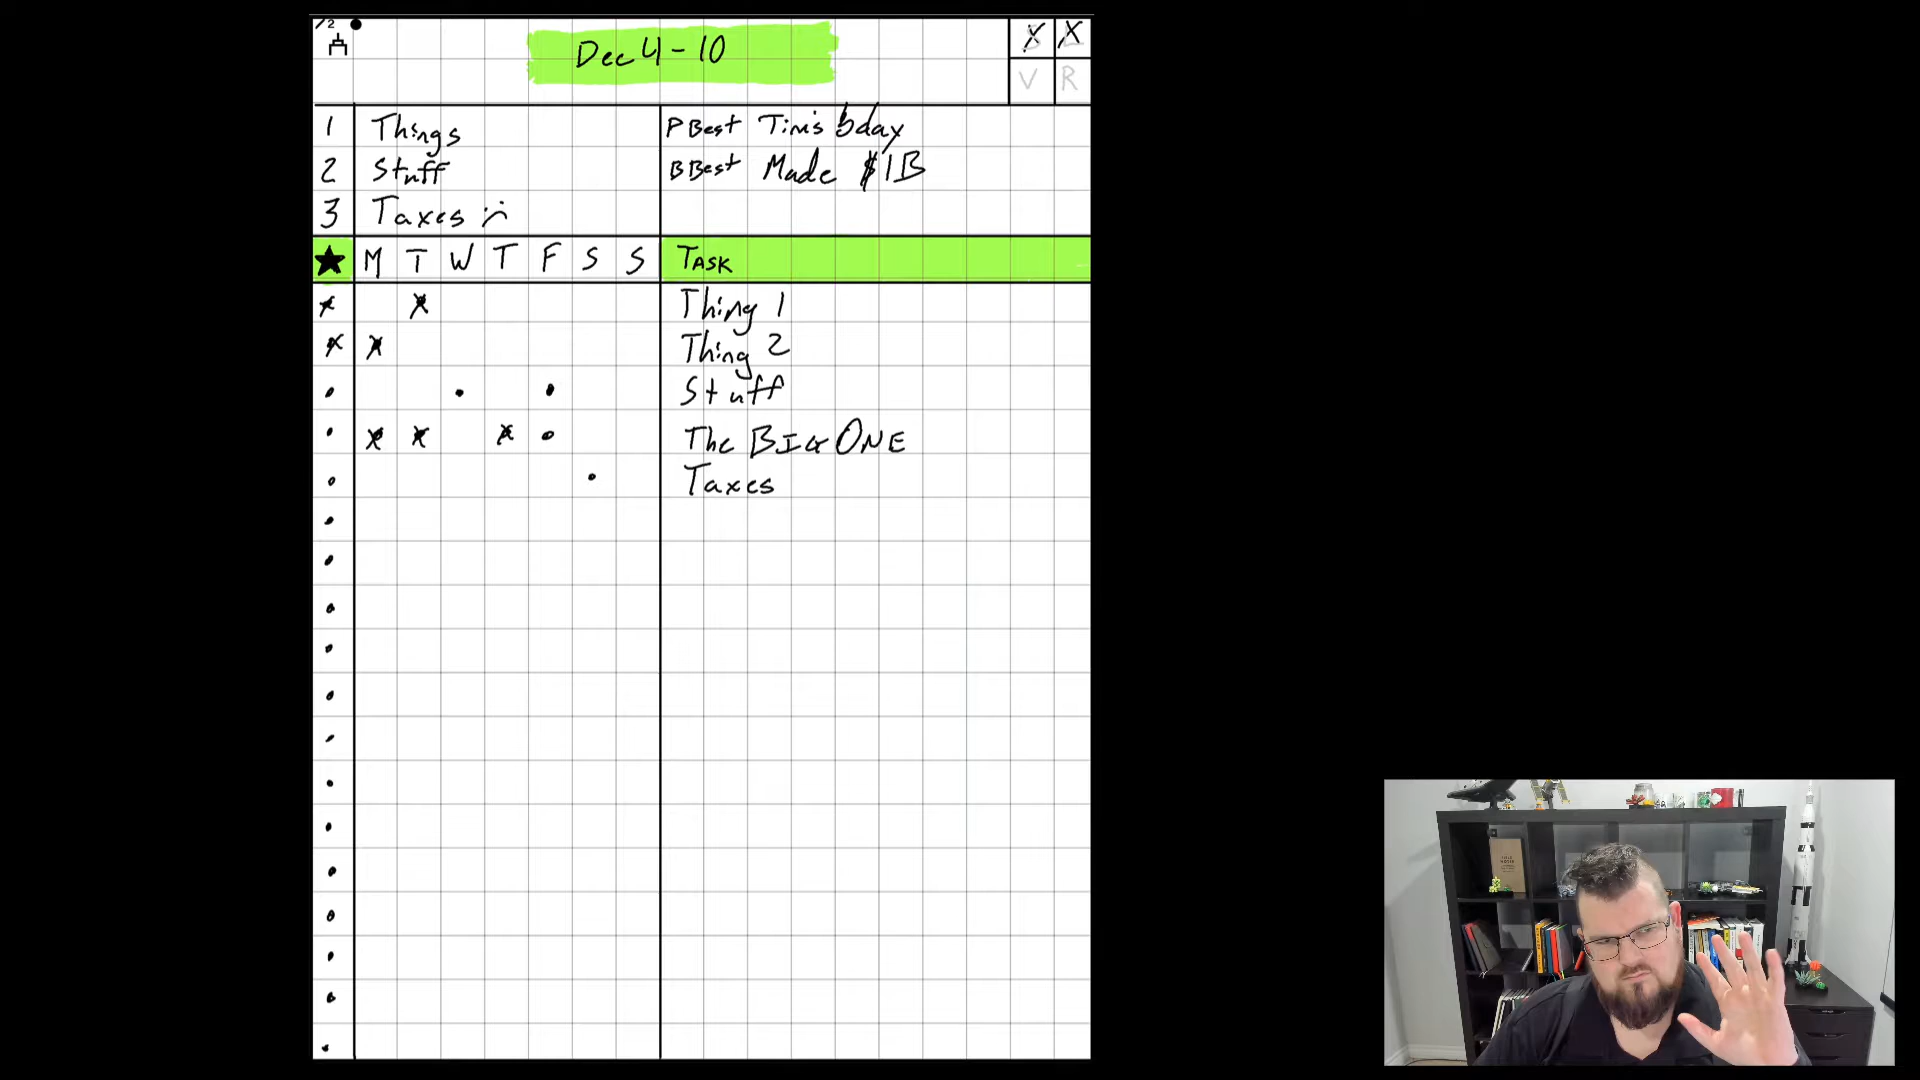 Dec 4 - 10
X X
V R
1 Things PBest Tim's bday
2 Stuff BBest Made $1B
3 Taxes :(
★ M T W T F S S TASK
x x Thing 1
x x Thing 2
• • • Stuff
• x x x • The BIG ONE
• • Taxes